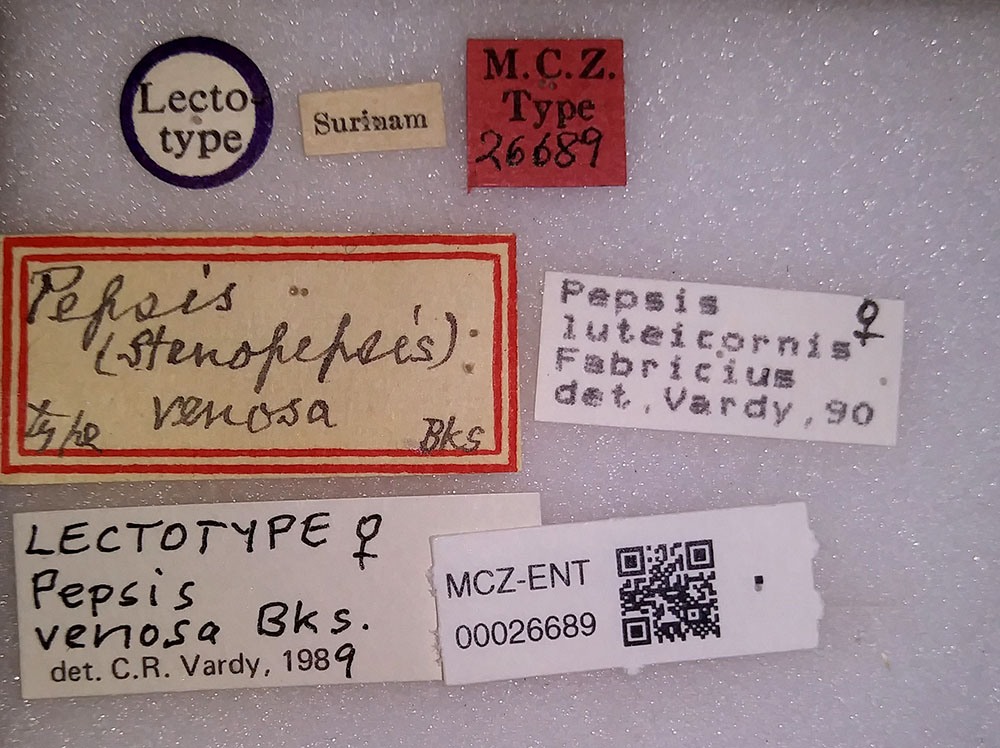 Lecto-
type
Surinam
M.C.Z.
Type
26689
Pepsis
(Stenopepsis)
venosa
Type Bks
Pepsis ♀
luteicornis
Fabricius
det. Vardy, 90
LECTOTYPE ♀
Pepsis
venosa Bks.
det. C.R. Vardy, 1989
MCZ-ENT
00026689